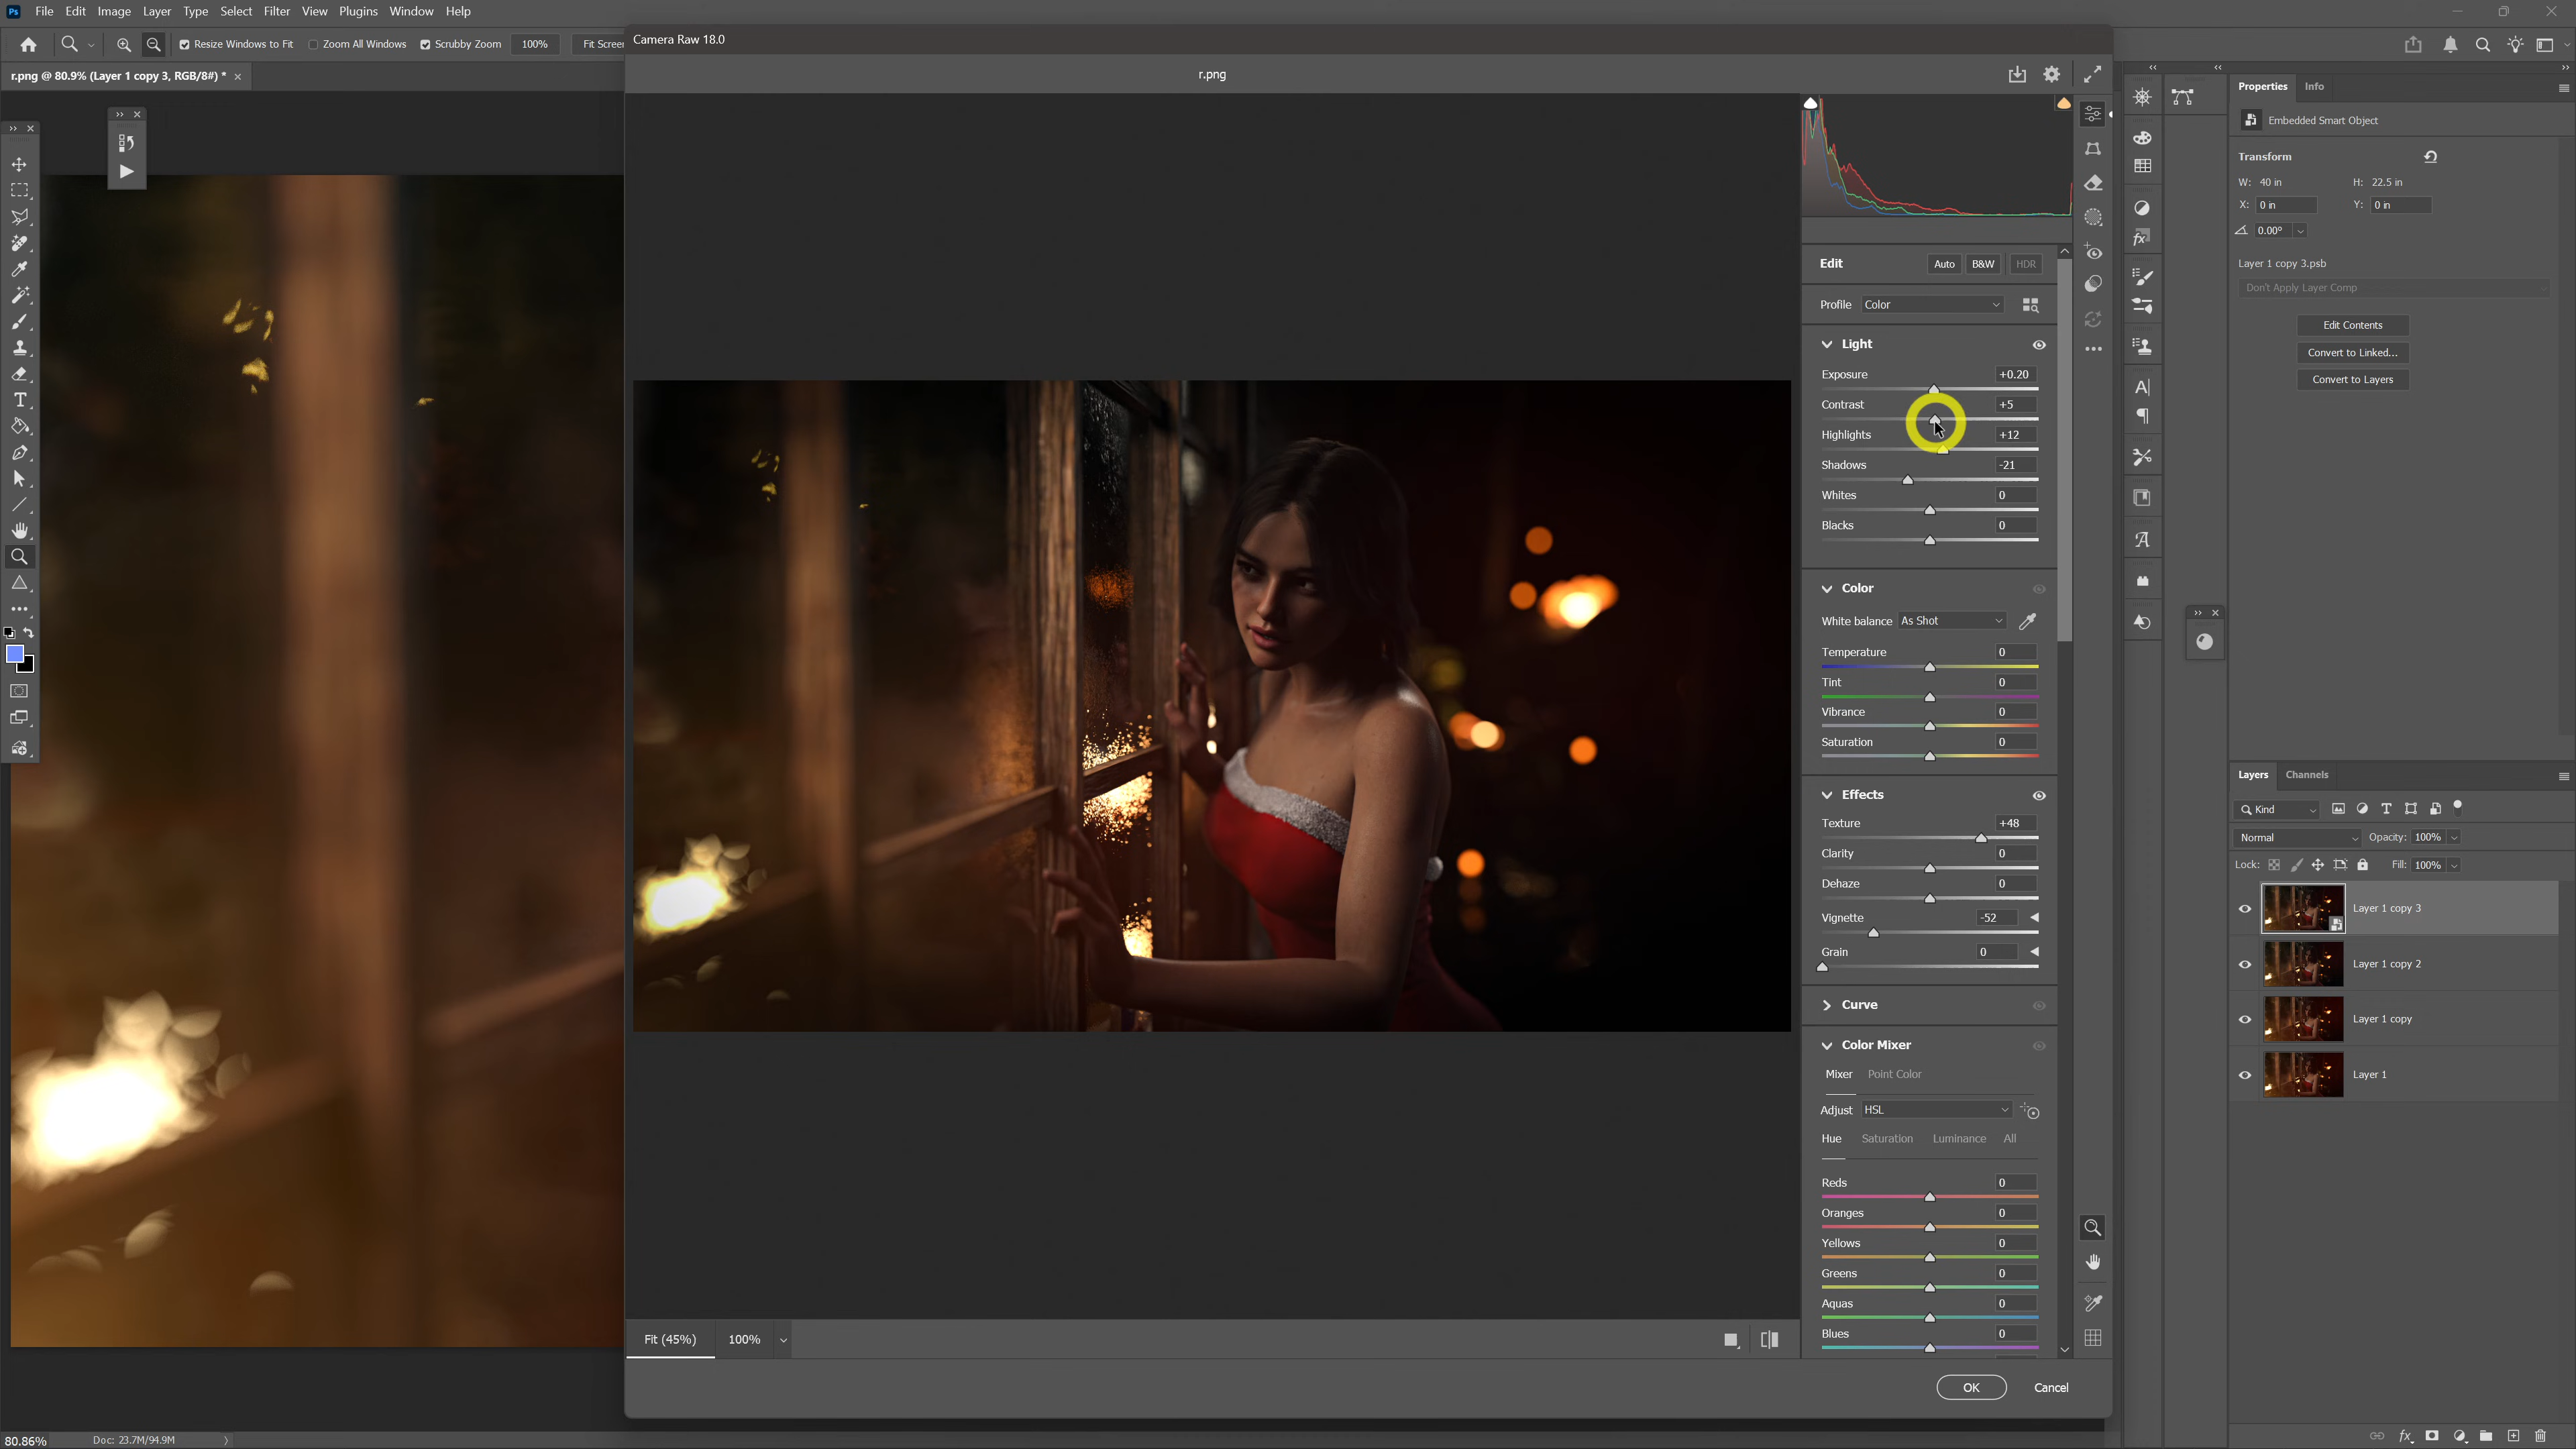 Ps File Edit Image Layer Type Select Filter View Plugins Window Help
Resize Windows to Fit Zoom All Windows Scrubby Zoom 100% Fit Screen
r.png @ 80.9% (Layer 1 copy 3, RGB/8#) *
Camera Raw 18.0
r.png
Edit Auto B&W HDR
Profile Color
Light
Exposure +0.20
Contrast +5
Highlights +12
Shadows -21
Whites 0
Blacks 0
Color
White balance As Shot
Temperature 0
Tint 0
Vibrance 0
Saturation 0
Effects
Texture +48
Clarity 0
Dehaze 0
Vignette -52
Grain 0
Curve
Color Mixer
Mixer Point Color
Adjust HSL
Hue Saturation Luminance All
Reds 0
Oranges 0
Yellows 0
Greens 0
Aquas 0
Blues 0
Fit (45%) 100%
OK Cancel
Properties Info
Embedded Smart Object
Transform
W: 40 in H: 22.5 in
X: 0 in Y: 0 in
0.00°
Layer 1 copy 3.psb
Don't Apply Layer Comp
Edit Contents
Convert to Linked...
Convert to Layers
Layers Channels
Kind
Normal Opacity: 100%
Lock: Fill: 100%
Layer 1 copy 3
Layer 1 copy 2
Layer 1 copy
Layer 1
80.86% Doc: 23.7M/94.9M